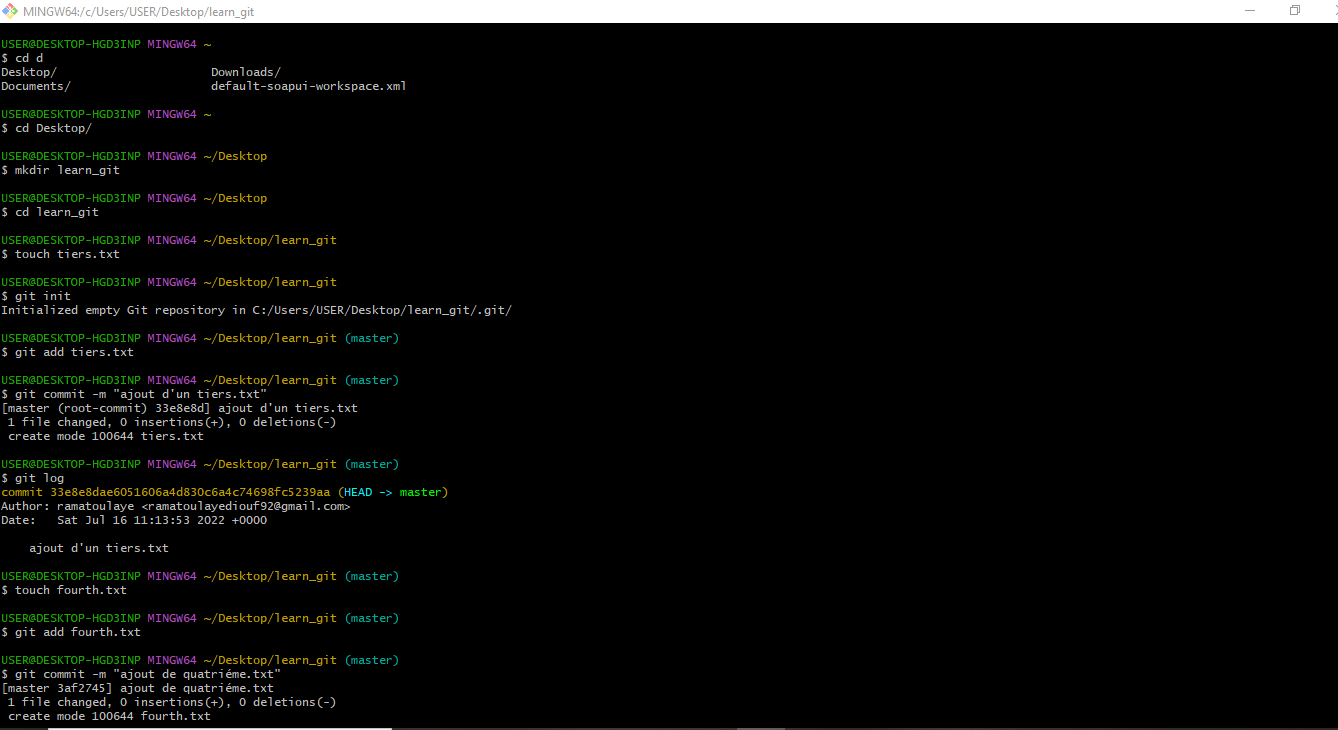 MINGW64:/c/Users/USER/Desktop/learn_git
USER@DESKTOP-HGD3INP MINGW64 ~
$ cd d
Desktop/ Downloads/
Documents/ default-soapui-workspace.xml
USER@DESKTOP-HGD3INP MINGW64 ~
$ cd Desktop/
USER@DESKTOP-HGD3INP MINGW64 ~/Desktop
$ mkdir learn_git
USER@DESKTOP-HGD3INP MINGW64 ~/Desktop
$ cd learn_git
USER@DESKTOP-HGD3INP MINGW64 ~/Desktop/learn_git
$ touch tiers.txt
USER@DESKTOP-HGD3INP MINGW64 ~/Desktop/learn_git
$ git init
Initialized empty Git repository in C:/Users/USER/Desktop/learn_git/.git/
USER@DESKTOP-HGD3INP MINGW64 ~/Desktop/learn_git (master)
$ git add tiers.txt
USER@DESKTOP-HGD3INP MINGW64 ~/Desktop/learn_git (master)
$ git commit -m "ajout d'un tiers.txt"
[master (root-commit) 33e8e8d] ajout d'un tiers.txt
1 file changed, 0 insertions(+), 0 deletions(-)
create mode 100644 tiers.txt
USER@DESKTOP-HGD3INP MINGW64 ~/Desktop/learn_git (master)
$ git log
commit 33e8e8dae6051606a4d830c6a4c74698fc5239aa (HEAD -> master)
Author: ramatoulaye <ramatoulayediouf92@gmail.com>
Date: Sat Jul 16 11:13:53 2022 +0000
ajout d'un tiers.txt
USER@DESKTOP-HGD3INP MINGW64 ~/Desktop/learn_git (master)
$ touch fourth.txt
USER@DESKTOP-HGD3INP MINGW64 ~/Desktop/learn_git (master)
$ git add fourth.txt
USER@DESKTOP-HGD3INP MINGW64 ~/Desktop/learn_git (master)
$ git commit -m "ajout de quatriéme.txt"
[master 3af2745] ajout de quatriéme.txt
1 file changed, 0 insertions(+), 0 deletions(-)
create mode 100644 fourth.txt